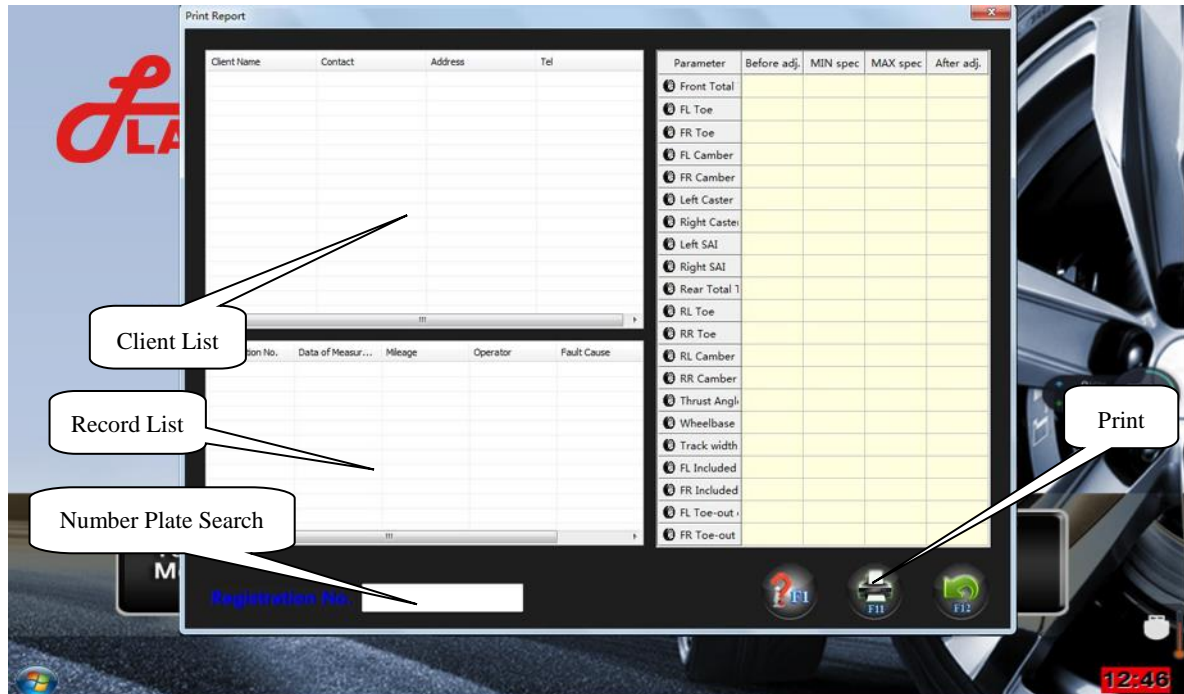 Print Report
Client Name Contact Address Tel
Parameter Before adj. MIN spec MAX spec After adj.
Front Total
FL Toe
FR Toe
FL Camber
FR Camber
Left Caster
Right Caster
Left SAI
Right SAI
Rear Total T
RL Toe
RR Toe
RL Camber
RR Camber
Thrust Angl
Wheelbase
Track width
FL Included
FR Included
FL Toe-out
FR Toe-out
Client List
tion No. Data of Measur... Mileage Operator Fault Cause
Record List
Number Plate Search
Print
Registration No.
F1
F11
F12
12:46